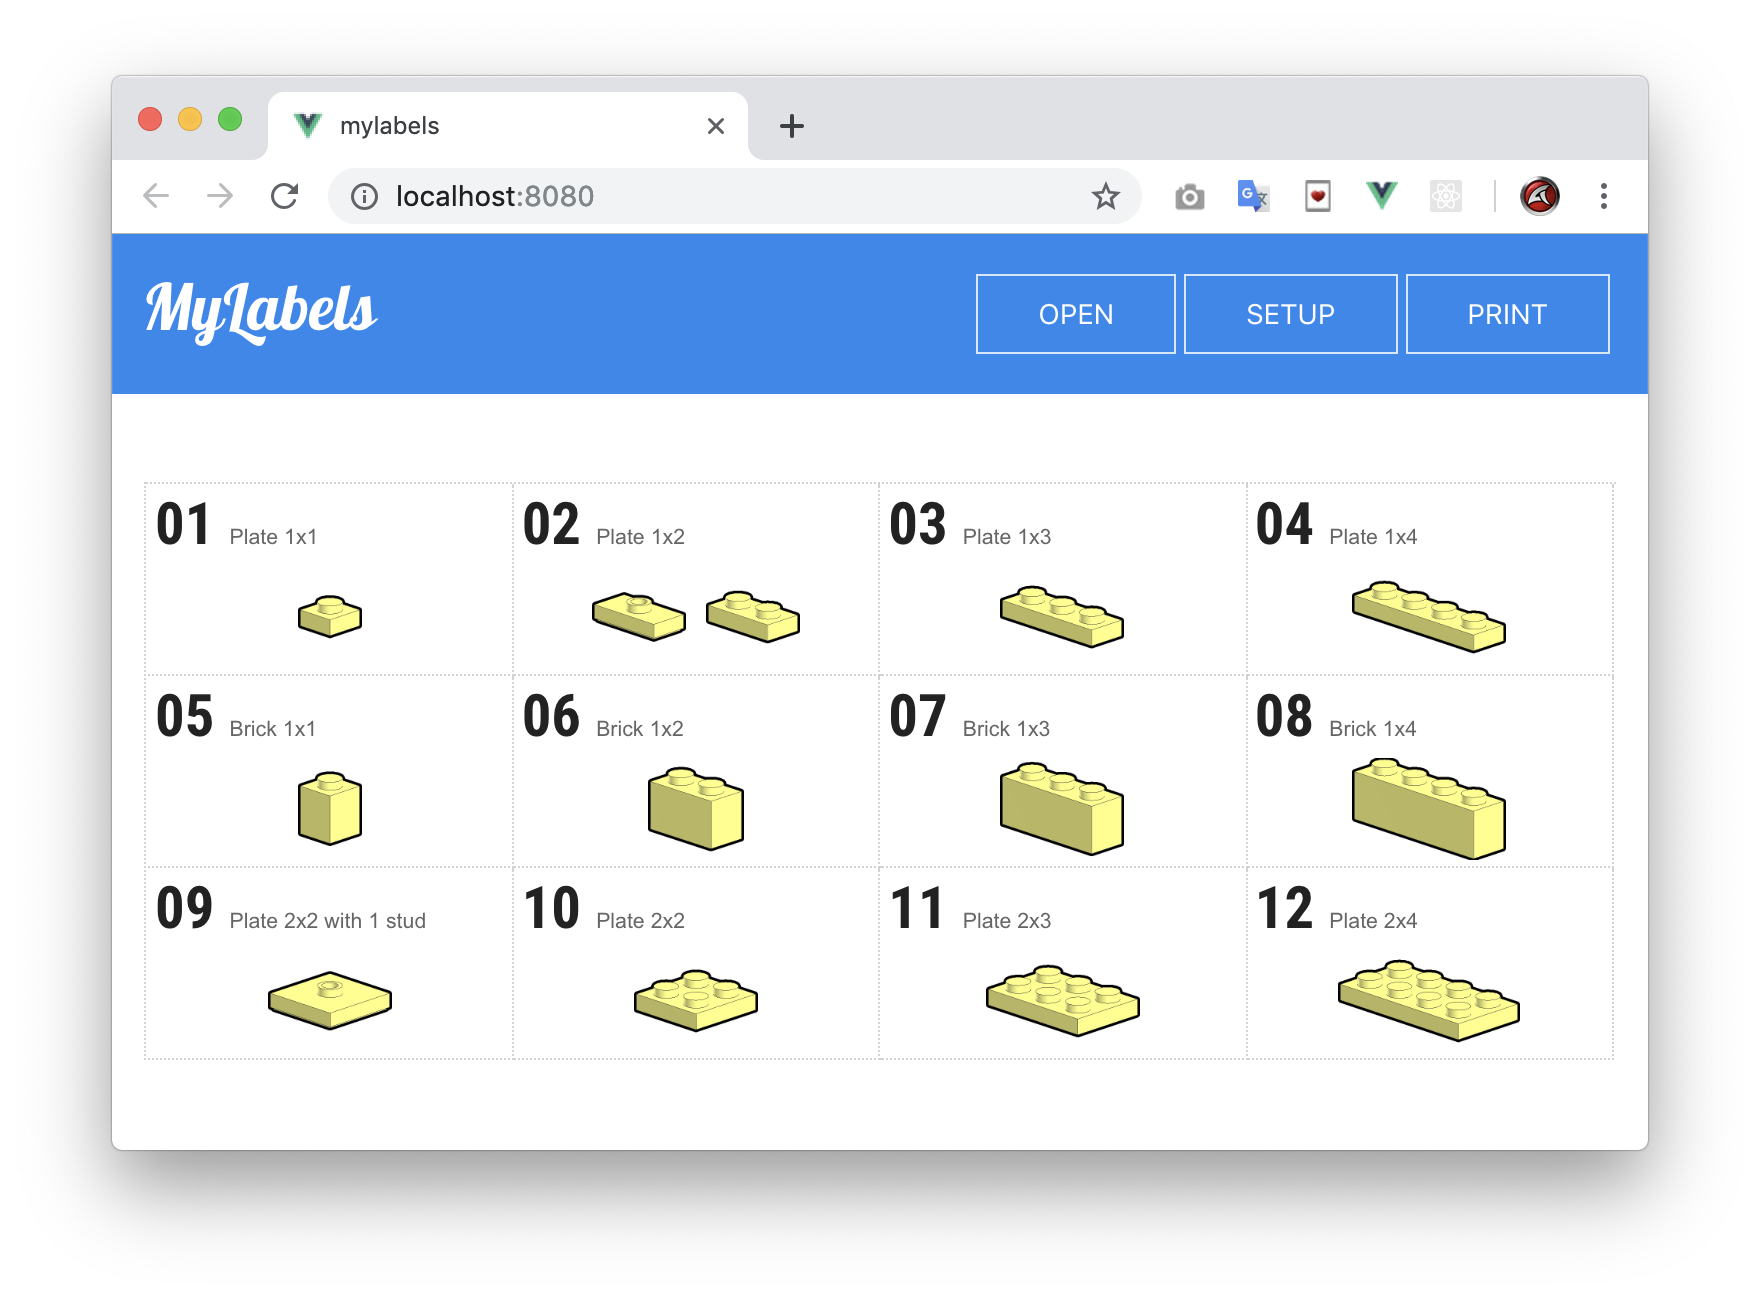 mylabels
localhost:8080
MyLabels
OPEN SETUP PRINT
01 Plate 1x1
02 Plate 1x2
03 Plate 1x3
04 Plate 1x4
05 Brick 1x1
06 Brick 1x2
07 Brick 1x3
08 Brick 1x4
09 Plate 2x2 with 1 stud
10 Plate 2x2
11 Plate 2x3
12 Plate 2x4